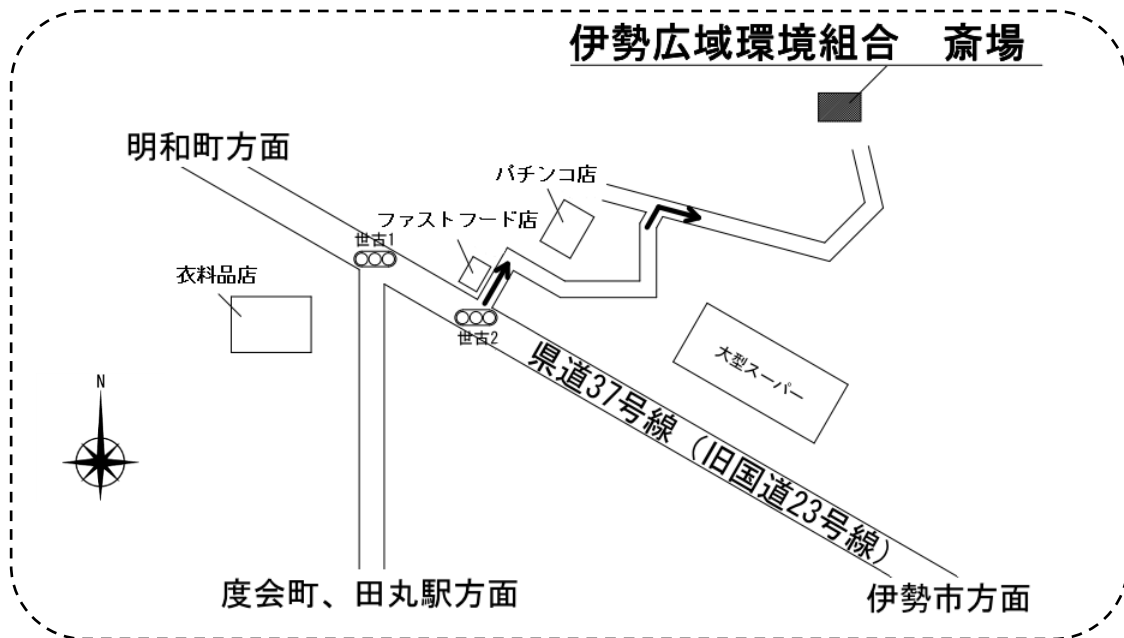 伊勢広域環境組合　斎場
明和町方面
パチンコ店
ファストフード店
世古1
衣料品店
世古2
大型スーパー
県道37号線（旧国道23号線）
N
度会町、田丸駅方面
伊勢市方面